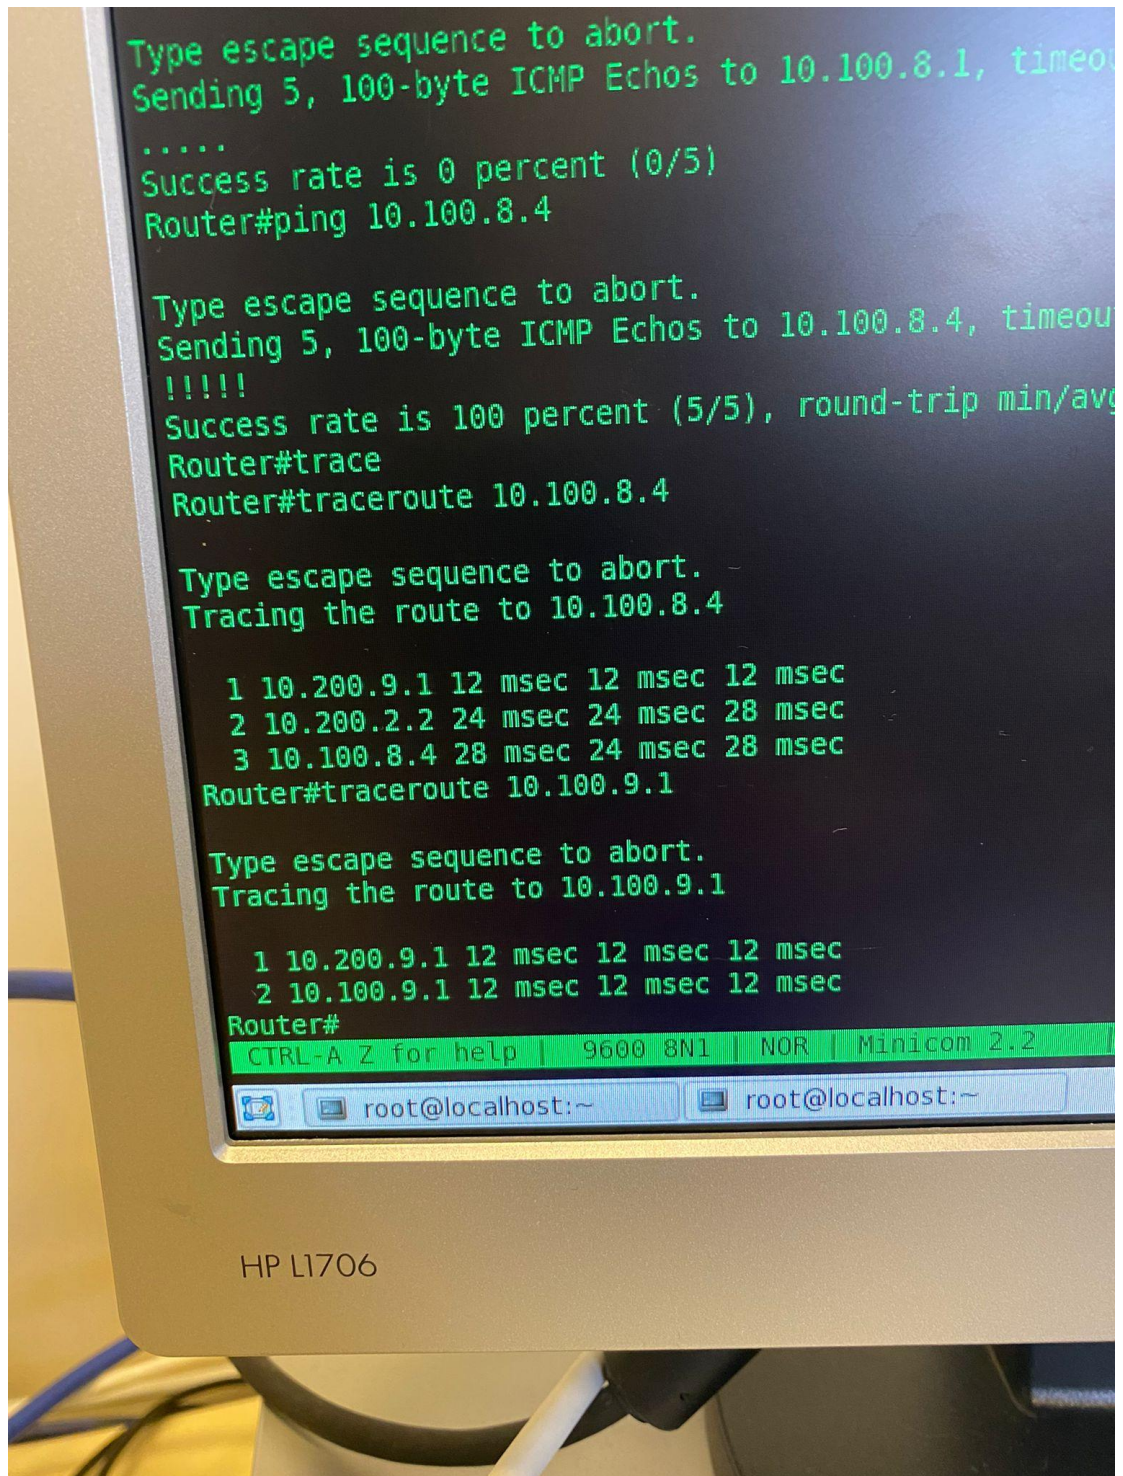 Type escape sequence to abort.
Sending 5, 100-byte ICMP Echos to 10.100.8.1,
.....
Success rate is 0 percent (0/5)
Router#ping 10.100.8.4
Type escape sequence to abort.
Sending 5, 100-byte ICMP Echos to 10.100.8.4,
!!!!!
Success rate is 100 percent (5/5), round-trip
Router#trace
Router#traceroute 10.100.8.4
Type escape sequence to abort.
Tracing the route to 10.100.8.4
1 10.200.9.1 12 msec 12 msec 12 msec
2 10.200.2.2 24 msec 24 msec 28 msec
3 10.100.8.4 28 msec 24 msec 28 msec
Router#traceroute 10.100.9.1
Type escape sequence to abort.
Tracing the route to 10.100.9.1
1 10.200.9.1 12 msec 12 msec 12 msec
2 10.100.9.1 12 msec 12 msec 12 msec
Router#
CTRL-A Z for help | 9600 8N1 | NOR | Minicom 2.2 |
root@localhost:~ root@localhost:~
HP L1706